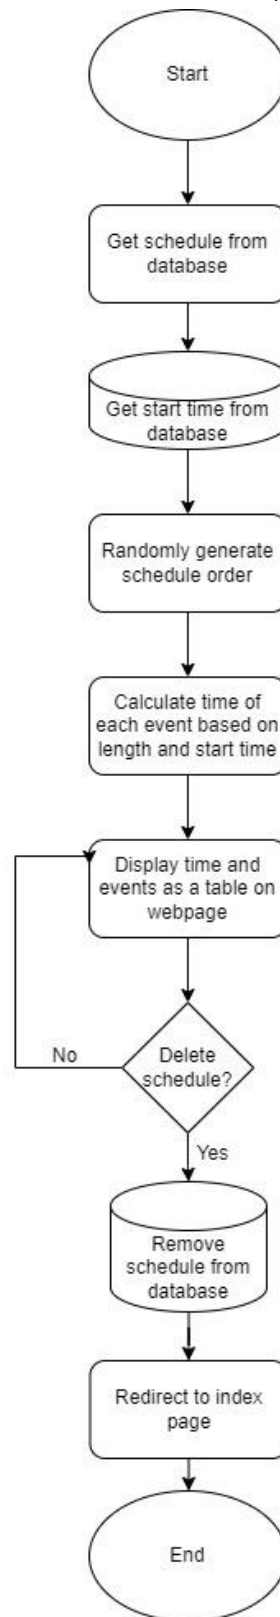 Start
Get schedule from
database
Get start time from
database
Randomly generate
schedule order
Calculate time of
each event based on
length and start time
Display time and
events as a table on
webpage
No
Delete
schedule?
Yes
Remove
schedule from
database
Redirect to index
page
End